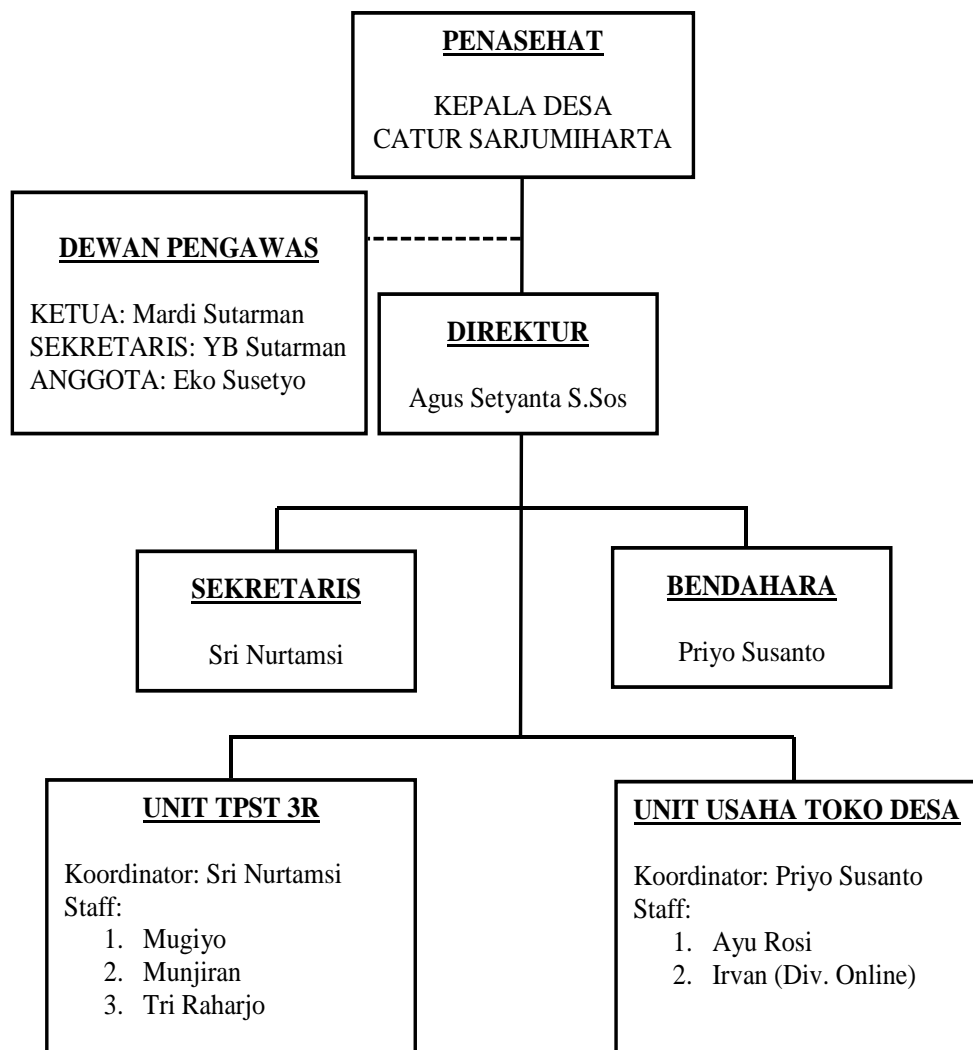 PENASEHAT
KEPALA DESA
CATUR SARJUMIHARTA
DEWAN PENGAWAS
KETUA: Mardi Sutarman
SEKRETARIS: YB Sutarman
ANGGOTA: Eko Susetyo
DIREKTUR
Agus Setyanta S.Sos
SEKRETARIS
Sri Nurtamsi
BENDAHARA
Priyo Susanto
UNIT TPST 3R
Koordinator: Sri Nurtamsi
Staff:
1. Mugiyo
2. Munjiran
3. Tri Raharjo
UNIT USAHA TOKO DESA
Koordinator: Priyo Susanto
Staff:
1. Ayu Rosi
2. Irvan (Div. Online)